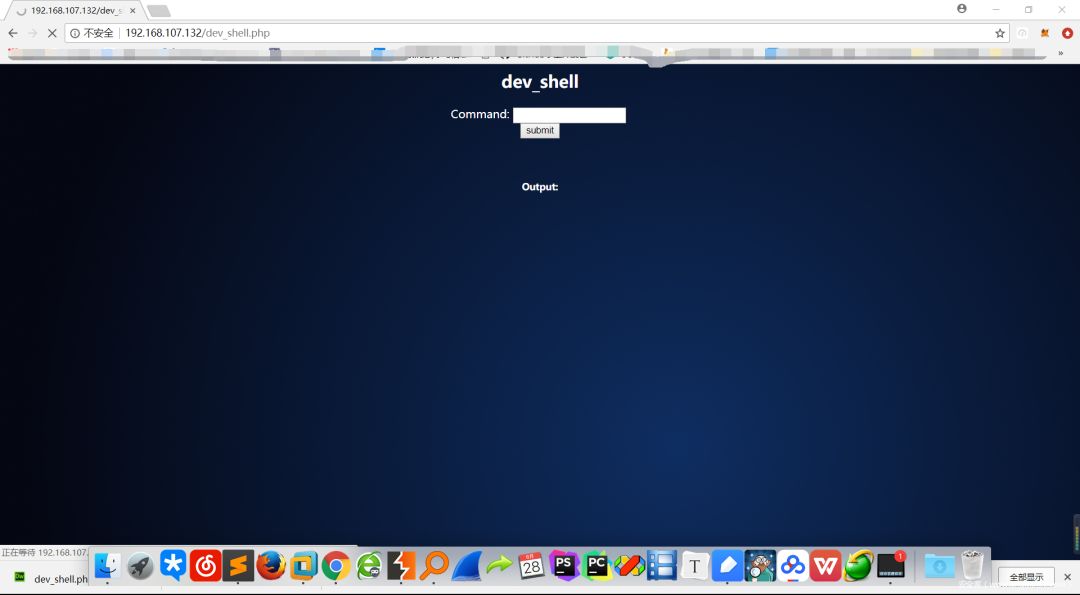 192.168.107.132/dev_s
不安全 | 192.168.107.132/dev_shell.php
dev_shell
Command:
submit
Output:
正在等待 192.168.107.
28
PS
PC
T
W
1
dev_shell.ph
全部显示